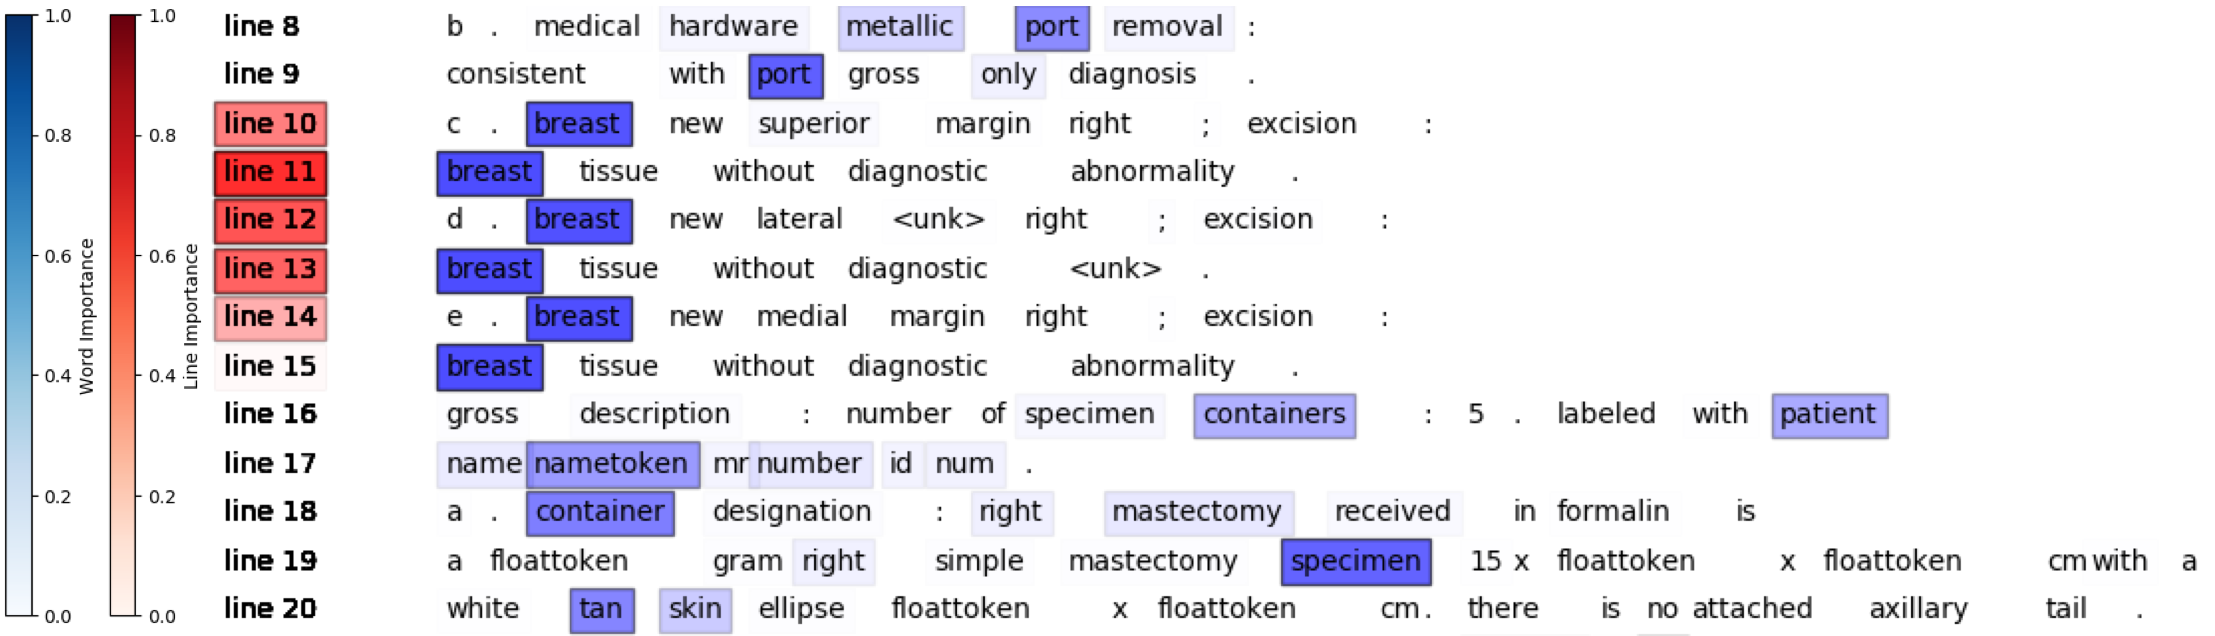 line 8 b . medical hardware metallic port removal :
line 9 consistent with port gross only diagnosis .
line 10 c . breast new superior margin right ; excision :
line 11 breast tissue without diagnostic abnormality .
line 12 d . breast new lateral <unk> right ; excision :
line 13 breast tissue without diagnostic <unk> .
line 14 e . breast new medial margin right ; excision :
line 15 breast tissue without diagnostic abnormality .
line 16 gross description : number of specimen containers : 5 . labeled with patient
line 17 name nametoken mr number id num .
line 18 a . container designation : right mastectomy received in formalin is
line 19 a floattoken gram right simple mastectomy specimen 15 x floattoken x floattoken cm with a
line 20 white tan skin ellipse floattoken x floattoken cm . there is no attached axillary tail .
1.0
0.8
0.6
0.4
0.2
0.0
Word Importance
1.0
0.8
0.6
0.4
0.2
0.0
Line Importance